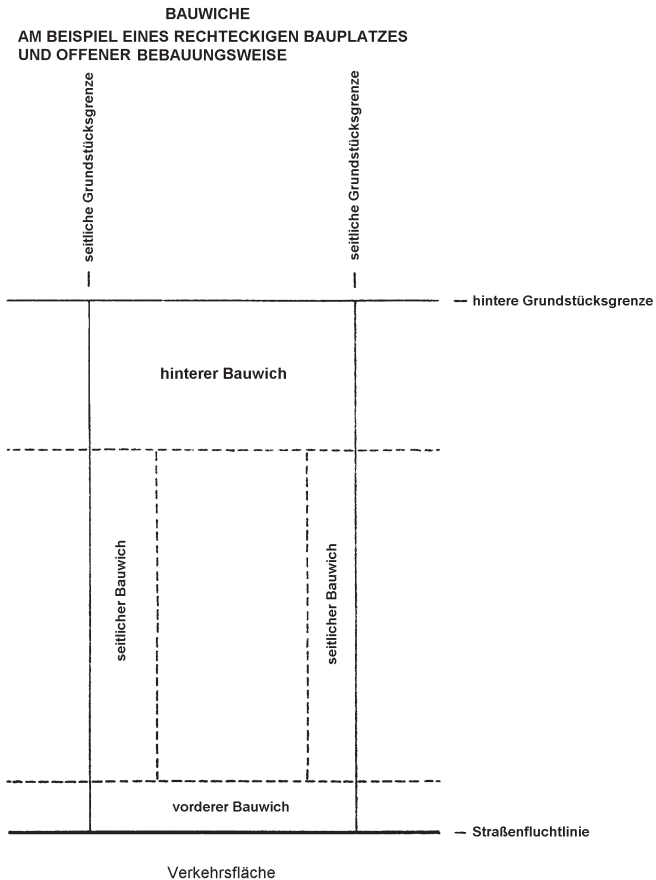 BAUWICHE
AM BEISPIEL EINES RECHTECKIGEN BAUPLATZES
UND OFFENER BEBAUUNGSWEISE
seitliche Grundstücksgrenze
seitliche Grundstücksgrenze
hintere Grundstücksgrenze
hinterer Bauwich
seitlicher Bauwich
seitlicher Bauwich
vorderer Bauwich
Straßenfluchtlinie
Verkehrsfläche